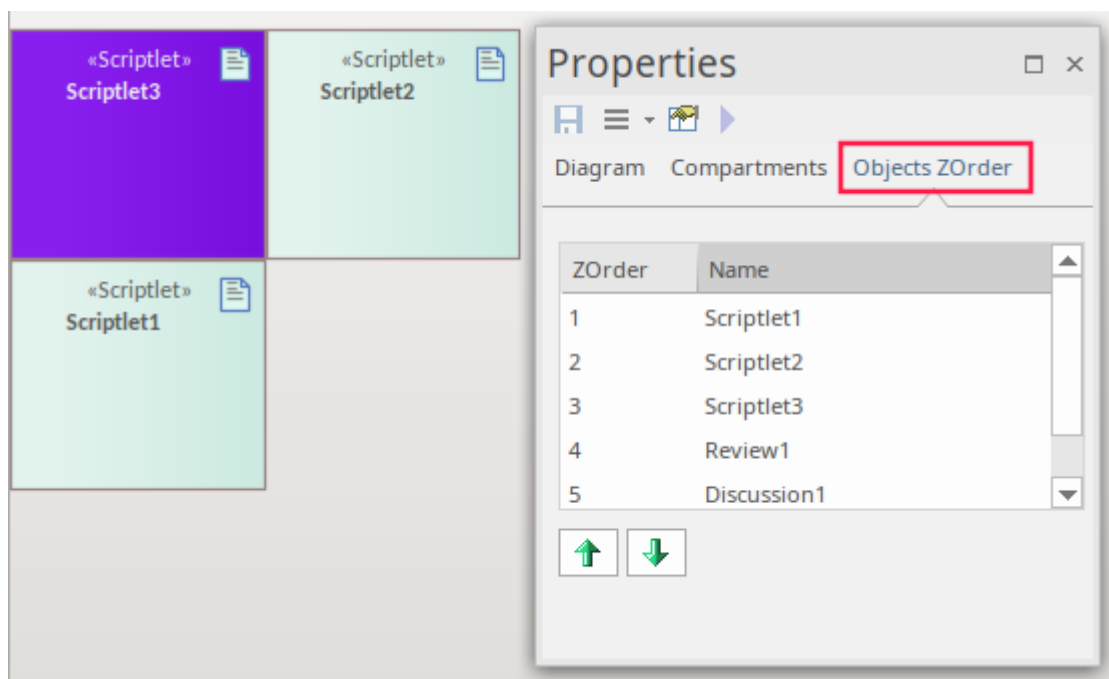 «Scriptlet»
Scriptlet3
«Scriptlet»
Scriptlet2
«Scriptlet»
Scriptlet1
Properties
Diagram Compartments Objects ZOrder
ZOrder Name
1 Scriptlet1
2 Scriptlet2
3 Scriptlet3
4 Review1
5 Discussion1